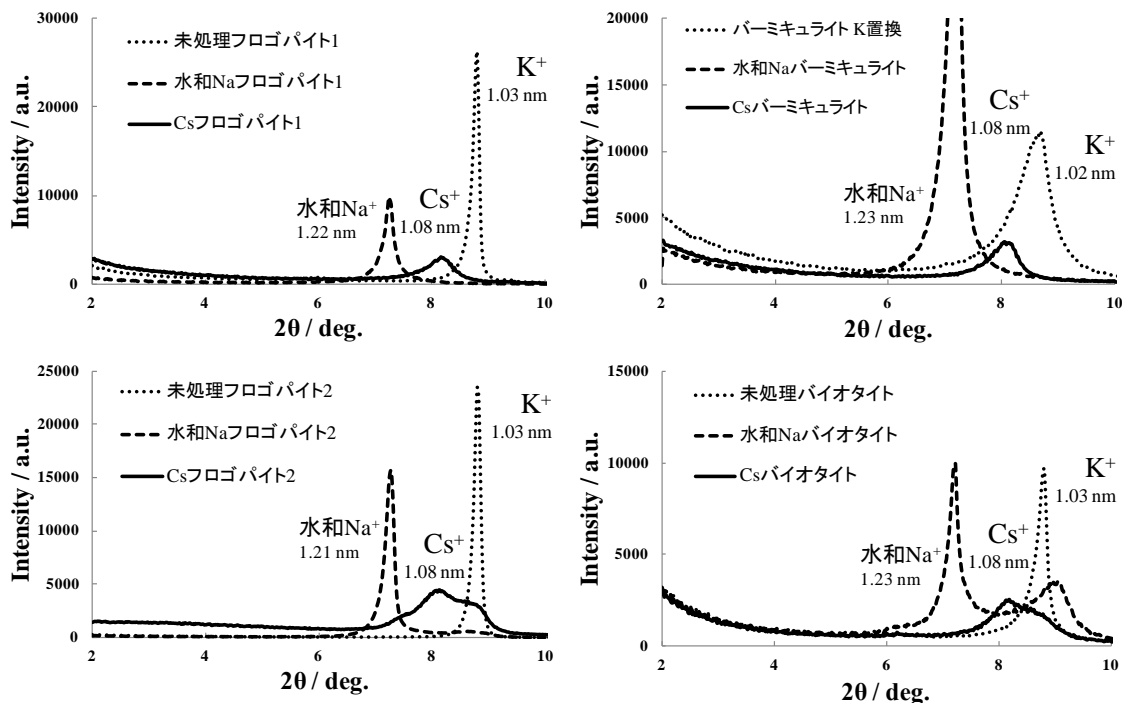 30000
20000
10000
0
2
4
6
8
10
Intensity / a.u.
2θ / deg.
未処理フロゴパイト1
水和Naフロゴパイト1
Csフロゴパイト1
水和Na⁺
1.22 nm
Cs⁺
1.08 nm
K⁺
1.03 nm
20000
15000
10000
5000
0
2
4
6
8
10
Intensity / a.u.
2θ / deg.
バーミキュライト K置換
水和Naバーミキュライト
Csバーミキュライト
水和Na⁺
1.23 nm
Cs⁺
1.08 nm
K⁺
1.02 nm
25000
20000
15000
10000
5000
0
2
4
6
8
10
Intensity / a.u.
2θ / deg.
未処理フロゴパイト2
水和Naフロゴパイト2
Csフロゴパイト2
水和Na⁺
1.21 nm
Cs⁺
1.08 nm
K⁺
1.03 nm
15000
10000
5000
0
2
4
6
8
10
Intensity / a.u.
2θ / deg.
未処理バイオタイト
水和Naバイオタイト
Csバイオタイト
水和Na⁺
1.23 nm
Cs⁺
1.08 nm
K⁺
1.03 nm